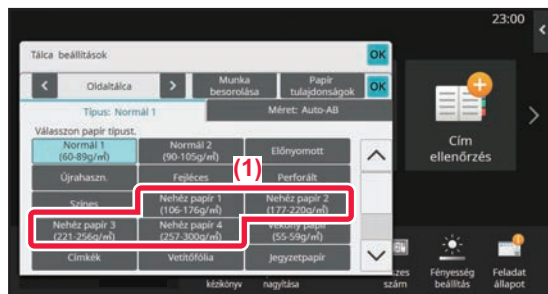 23:00
Tálca beállítások
OK
Oldaltálca
Munka
besorolása
Papír
tulajdonságok
OK
Típus: Normál 1
Méret: Auto-AB
Válasszon papír típust.
Normál 1
(60-89g/㎡)
Normál 2
(90-105g/㎡)
Előnyomott
Újrahaszn.
Fejléces
Perforált
(1)
Színes
Nehéz papír 1
(106-176g/㎡)
Nehéz papír 2
(177-220g/㎡)
Nehéz papír 3
(221-256g/㎡)
Nehéz papír 4
(257-300g/㎡)
Vékony papír
(55-59g/㎡)
Címkék
Vetítőfólia
Jegyzetpapír
Cím
ellenőrzés
kézikönyv
nagyítása
szám
Fényesség
beállítás
Feladat
állapot